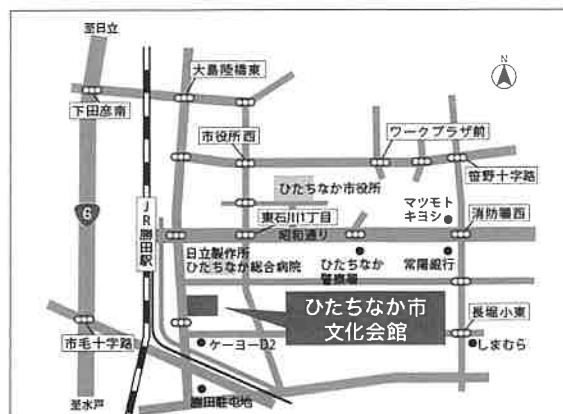 至日立
大島陸橋東
N
下田彦南
市役所西
ワークプラザ前
笹野十字路
ひたちなか市役所
マツモト
キヨシ
6
JR勝田駅
東石川1丁目
消防署西
昭和通り
日立製作所
ひたちなか総合病院
ひたちなか
警察署
常陽銀行
ひたちなか市
文化会館
市毛十字路
長堀小東
ケーヨーD2
しまむら
至水戸
勝田駐屯地